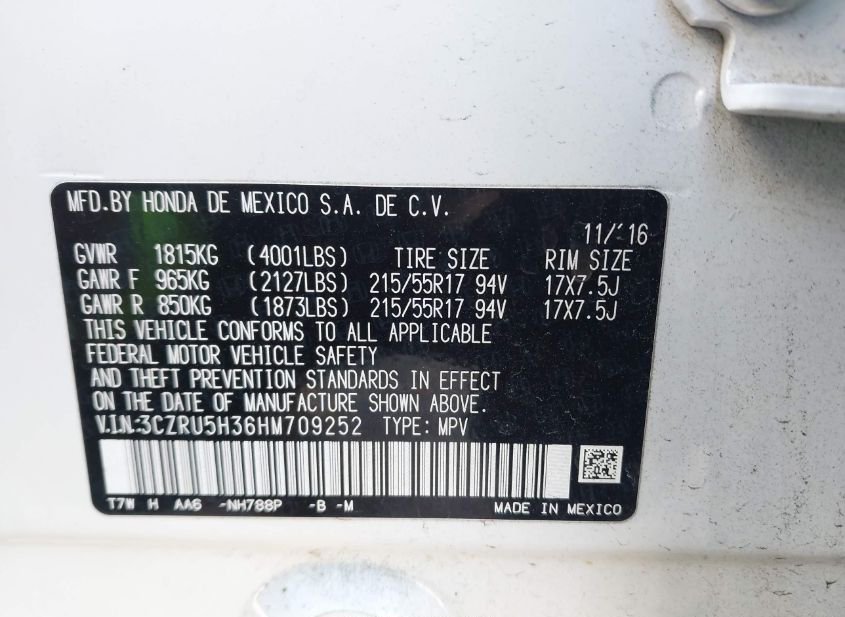 MFD.BY HONDA DE MEXICO S.A. DE C.V.
11/'16
GVWR 1815KG (4001LBS) TIRE SIZE RIM SIZE
GAWR F 965KG (2127LBS) 215/55R17 94V 17X7.5J
GAWR R 850KG (1873LBS) 215/55R17 94V 17X7.5J
THIS VEHICLE CONFORMS TO ALL APPLICABLE
FEDERAL MOTOR VEHICLE SAFETY
AND THEFT PREVENTION STANDARDS IN EFFECT
ON THE DATE OF MANUFACTURE SHOWN ABOVE.
V.I.N.:3CZRU5H36HM709252 TYPE: MPV
T7W H AA6 -NH788P -B -M MADE IN MEXICO